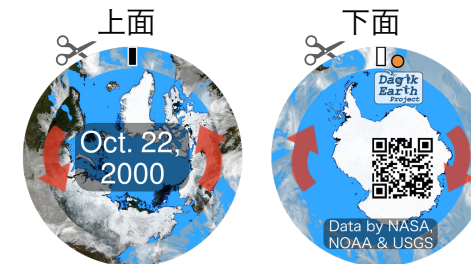 上面
下面
Oct. 22,
2000
Dagik
Earth
Project
Data by NASA,
NOAA & USGS